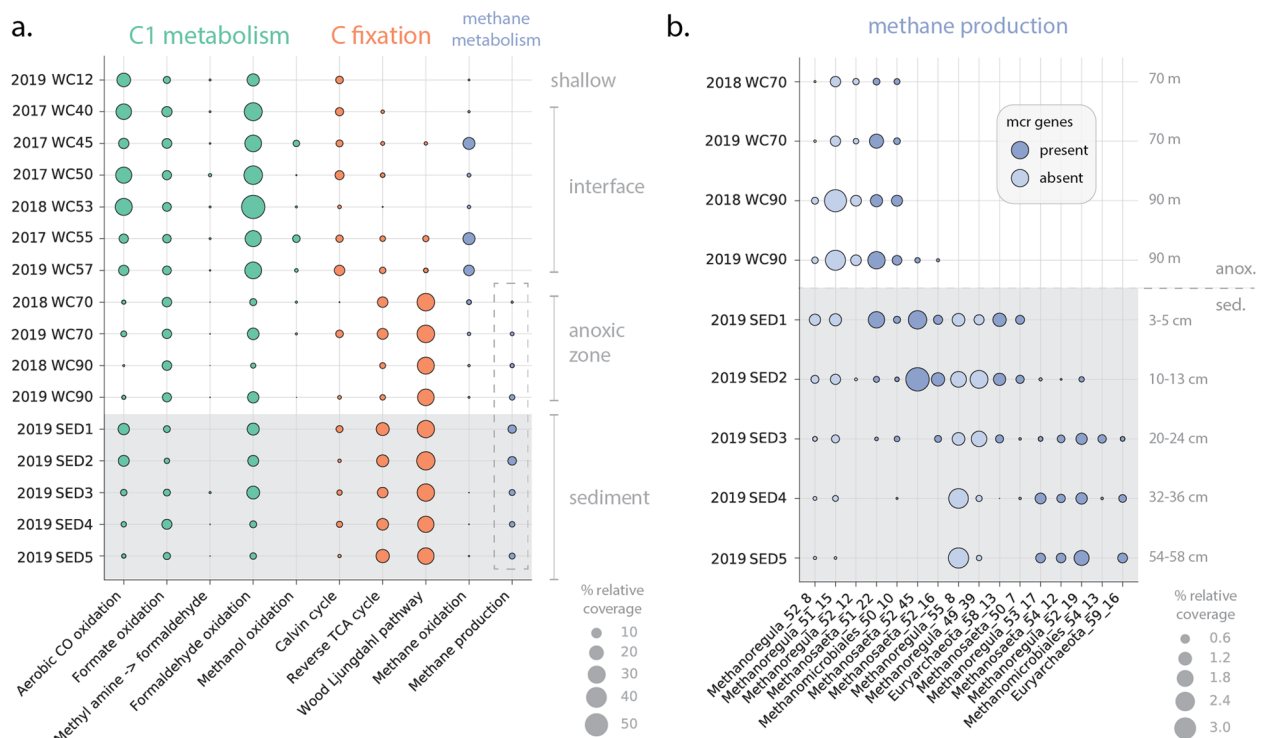 a.
C1 metabolism
C fixation
methane
metabolism
2019 WC12
2017 WC40
2017 WC45
2017 WC50
2018 WC53
2017 WC55
2019 WC57
2018 WC70
2019 WC70
2018 WC90
2019 WC90
2019 SED1
2019 SED2
2019 SED3
2019 SED4
2019 SED5
shallow
interface
anoxic
zone
sediment
Aerobic CO oxidation
Formate oxidation
Methyl amine -> formaldehyde
Formaldehyde oxidation
Methanol oxidation
Calvin cycle
Reverse TCA cycle
Wood Ljungdahl pathway
Methane oxidation
Methane production
% relative
coverage
10
20
30
40
50
b.
methane production
2018 WC70
2019 WC70
2018 WC90
2019 WC90
2019 SED1
2019 SED2
2019 SED3
2019 SED4
2019 SED5
mcr genes
present
absent
70 m
70 m
90 m
90 m
anox.
sed.
3-5 cm
10-13 cm
20-24 cm
32-36 cm
54-58 cm
Methanoregula_52_8
Methanoregula_51_15
Methanoregula_52_12
Methanosaeta_51_22
Methanomicrobiales_50_10
Methanosaeta_52_45
Methanosaeta_52_16
Methanoregula_55_8
Methanoregula_49_39
Euryarchaeota_58_13
Methanosaeta_50_7
Methanoregula_53_17
Methanosaeta_54_12
Methanoregula_52_19
Methanomicrobiales_54_13
Euryarchaeota_59_16
% relative
coverage
0.6
1.2
1.8
2.4
3.0